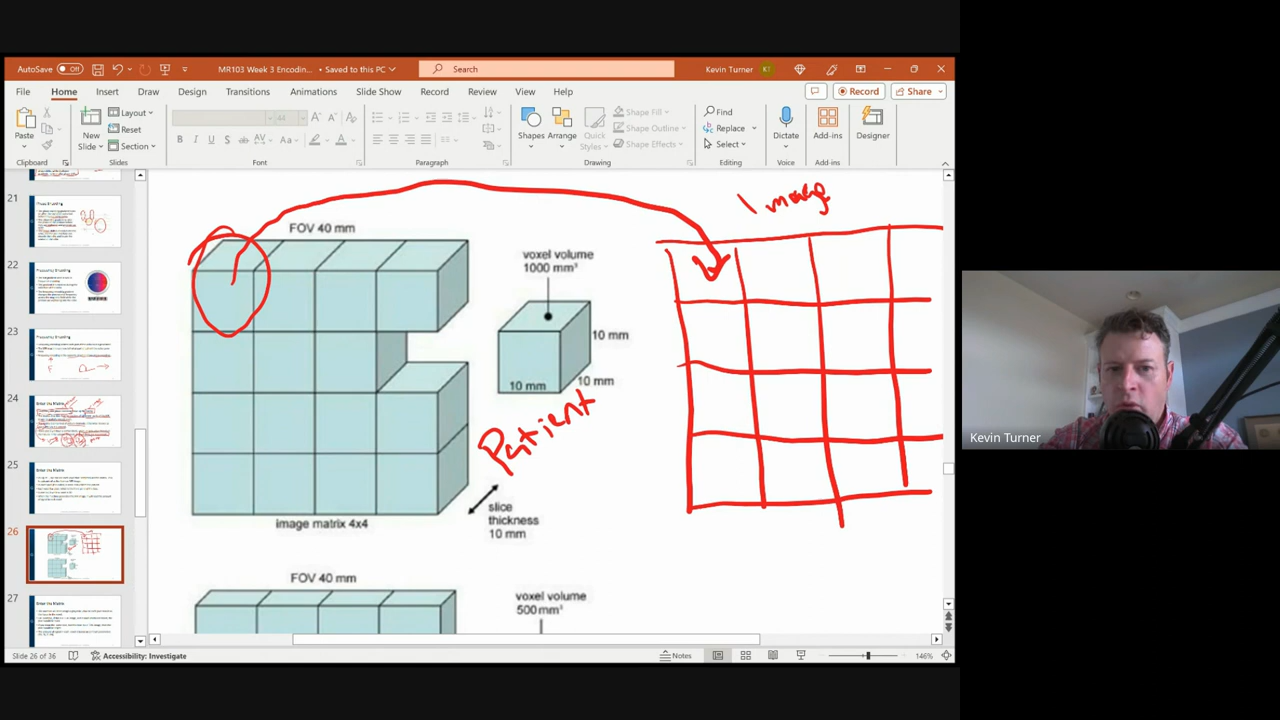 AutoSave Off
MR103 Week 3 Encodin... • Saved to this PC
Search
Kevin Turner KT
File Home Insert Draw Design Transitions Animations Slide Show Record Review View Help
Record Share
Paste
Clipboard
New
Slide
Layout
Reset
Section
Slides
44
B I U S ab AV Aa A
Font
Paragraph
Shapes
Arrange
Quick
Styles
Shape Fill
Shape Outline
Shape Effects
Drawing
Find
Replace
Select
Editing
Dictate
Voice
Add-ins
Add-ins
Designer
21
22
23
24
25
26
27
FOV 40 mm
voxel volume
1000 mm³
10 mm
10 mm
10 mm
slice
thickness
10 mm
image matrix 4x4
Patient
Image
FOV 40 mm
voxel volume
500 mm³
Kevin Turner
Slide 26 of 36
Accessibility: Investigate
Notes
146%